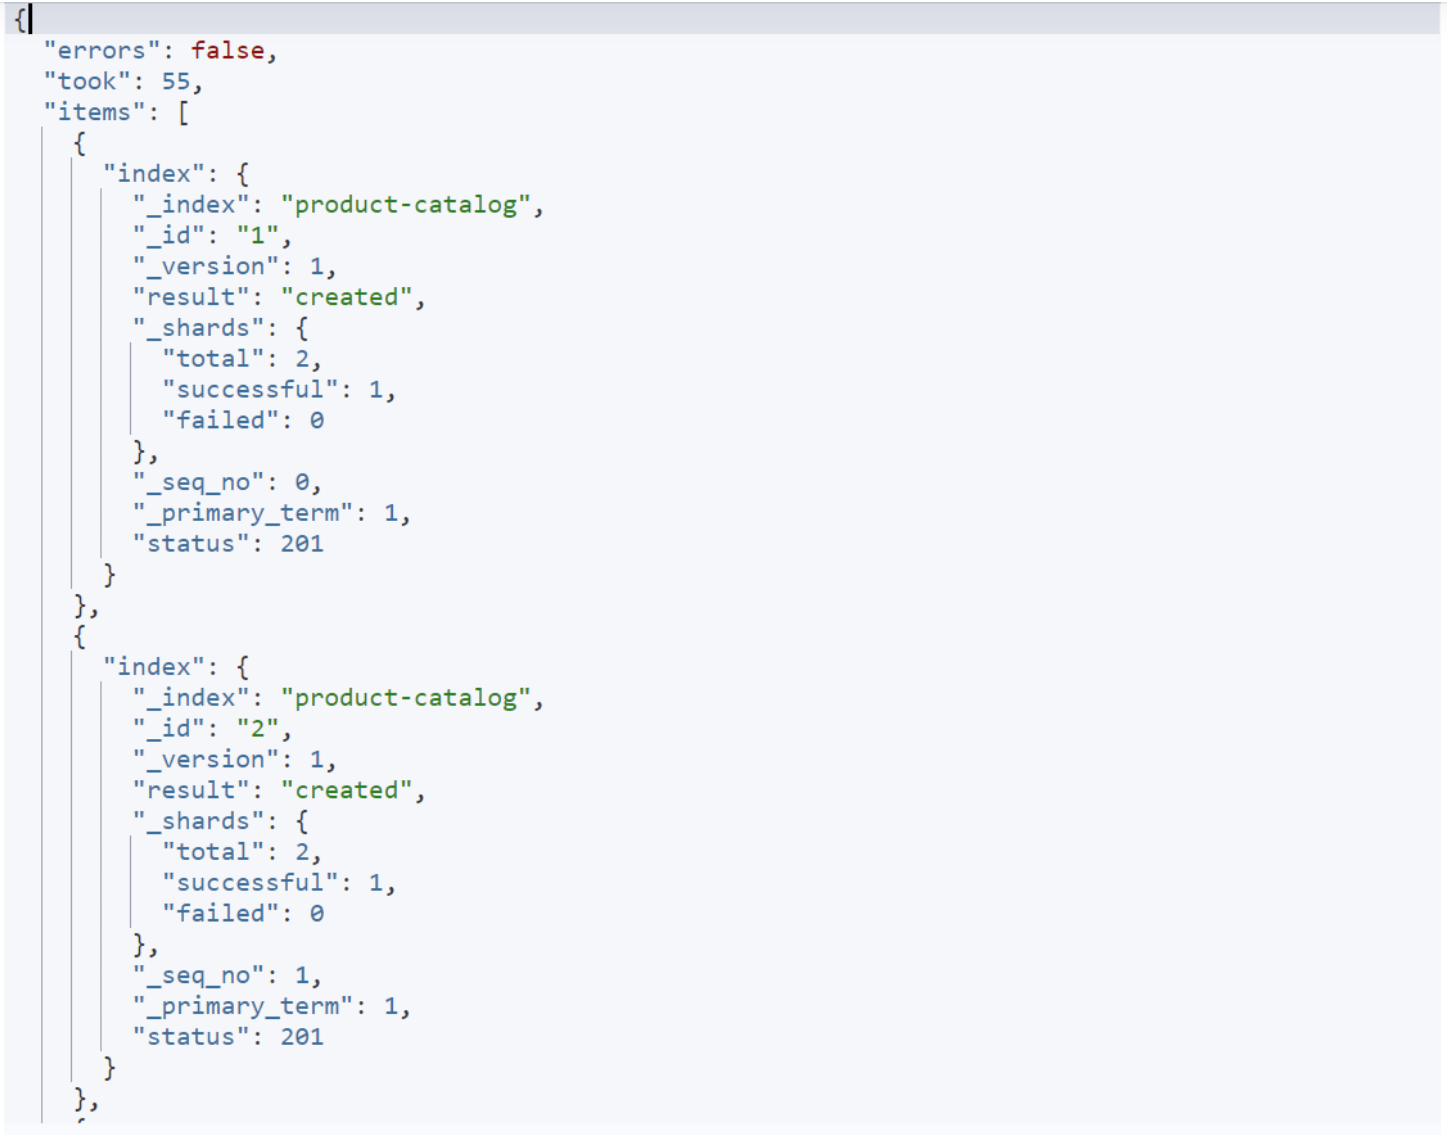 {
"errors": false,
"took": 55,
"items": [
{
"index": {
"_index": "product-catalog",
"_id": "1",
"_version": 1,
"result": "created",
"_shards": {
"total": 2,
"successful": 1,
"failed": 0
},
"_seq_no": 0,
"_primary_term": 1,
"status": 201
}
},
{
"index": {
"_index": "product-catalog",
"_id": "2",
"_version": 1,
"result": "created",
"_shards": {
"total": 2,
"successful": 1,
"failed": 0
},
"_seq_no": 1,
"_primary_term": 1,
"status": 201
}
},